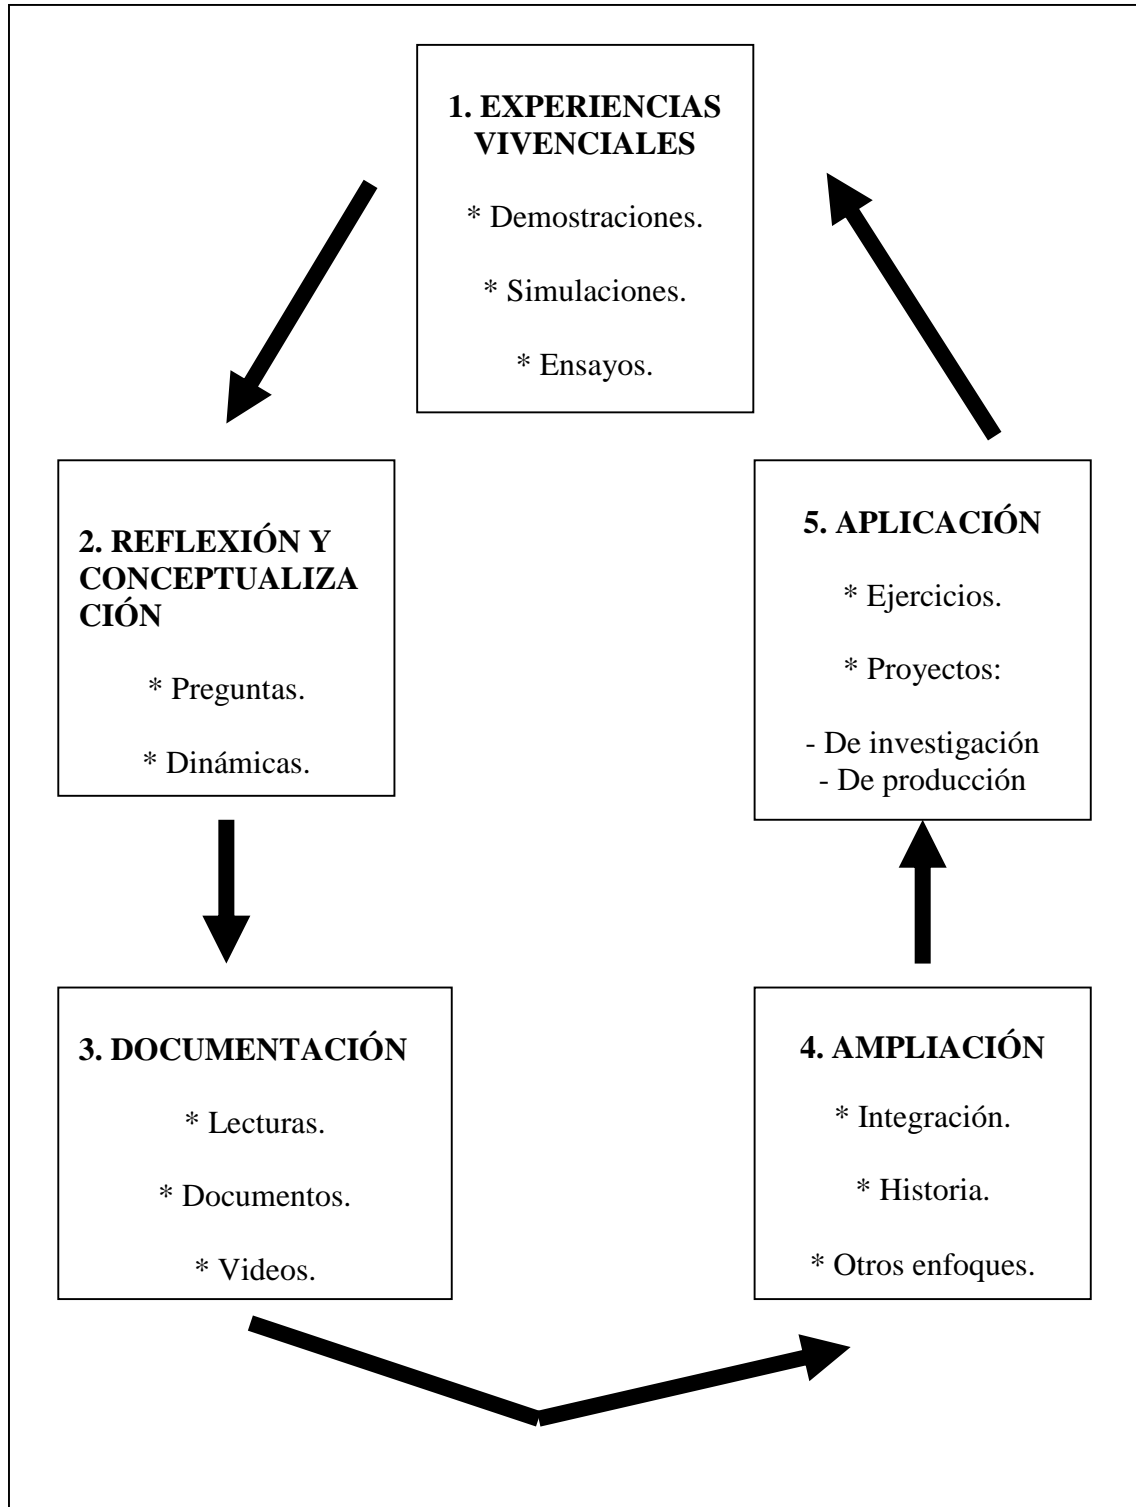 1. EXPERIENCIAS
VIVENCIALES
* Demostraciones.
* Simulaciones.
* Ensayos.
2. REFLEXIÓN Y
CONCEPTUALIZA
CIÓN
* Preguntas.
* Dinámicas.
3. DOCUMENTACIÓN
* Lecturas.
* Documentos.
* Videos.
4. AMPLIACIÓN
* Integración.
* Historia.
* Otros enfoques.
5. APLICACIÓN
* Ejercicios.
* Proyectos:
- De investigación
- De producción